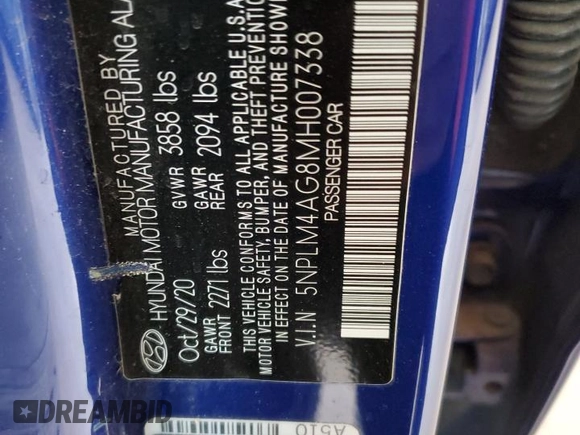 MANUFACTURED BY
HYUNDAI MOTOR MANUFACTURING ALA
Oct/29/20 GVWR 3858 lbs
GAWR FRONT 2271 lbs GAWR REAR 2094 lbs
THIS VEHICLE CONFORMS TO ALL APPLICABLE U.S.A
MOTOR VEHICLE SAFETY, BUMPER, AND THEFT PREVENTION
IN EFFECT ON THE DATE OF MANUFACTURE SHOWN
V.I.N 5NPLM4AG8MH007338
PASSENGER CAR
A510
DREAMBID